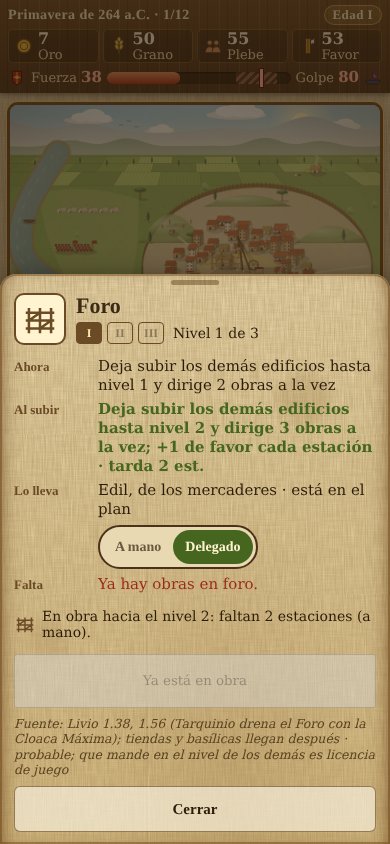 Primavera de 264 a.C. · 1/12
Edad I
7
Oro
50
Grano
55
Plebe
53
Favor
Fuerza 38
Golpe 80
Foro
I
II
III
Nivel 1 de 3
Ahora
Deja subir los demás edificios hasta
nivel 1 y dirige 2 obras a la vez
Al subir
Deja subir los demás edificios
hasta nivel 2 y dirige 3 obras a
la vez; +1 de favor cada estación
· tarda 2 est.
Lo lleva
Edil, de los mercaderes · está en el
plan
A mano
Delegado
Falta
Ya hay obras en foro.
En obra hacia el nivel 2: faltan 2 estaciones (a
mano).
Ya está en obra
Fuente: Livio 1.38, 1.56 (Tarquinio drena el Foro con la
Cloaca Máxima); tiendas y basílicas llegan después ·
probable; que mande en el nivel de los demás es licencia
de juego
Cerrar